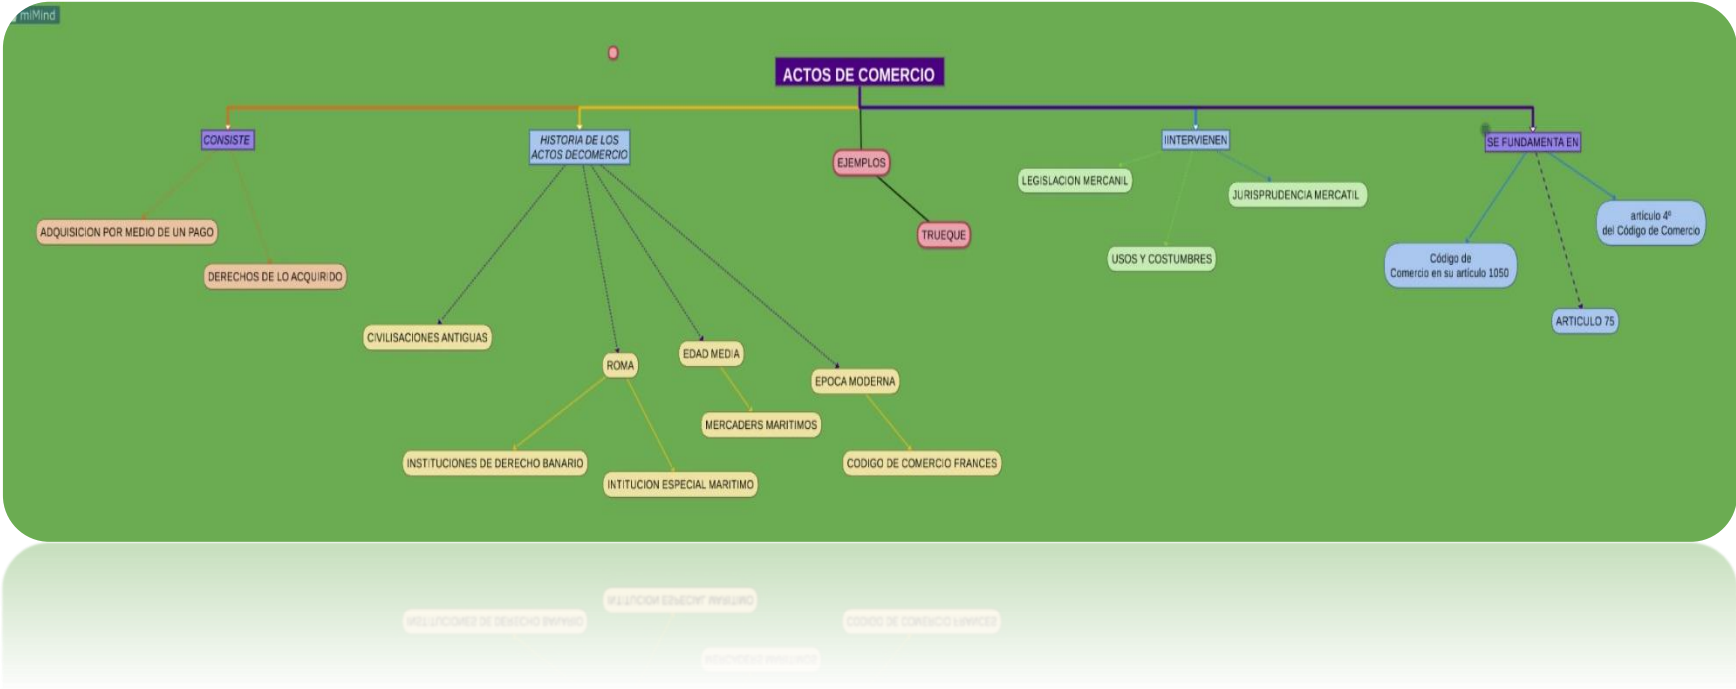 miMind
ACTOS DE COMERCIO
CONSISTE
HISTORIA DE LOS
ACTOS DECOMERCIO
EJEMPLOS
IINTERVIENEN
SE FUNDAMENTA EN
ADQUISICION POR MEDIO DE UN PAGO
DERECHOS DE LO ACQUIRIDO
CIVILISACIONES ANTIGUAS
ROMA
EDAD MEDIA
EPOCA MODERNA
INSTITUCIONES DE DERECHO BANARIO
INTITUCION ESPECIAL MARITIMO
MERCADERS MARITIMOS
CODIGO DE COMERCIO FRANCES
TRUEQUE
LEGISLACION MERCANIL
USOS Y COSTUMBRES
JURISPRUDENCIA MERCATIL
Código de
Comercio en su artículo 1050
ARTICULO 75
artículo 4º
del Código de Comercio